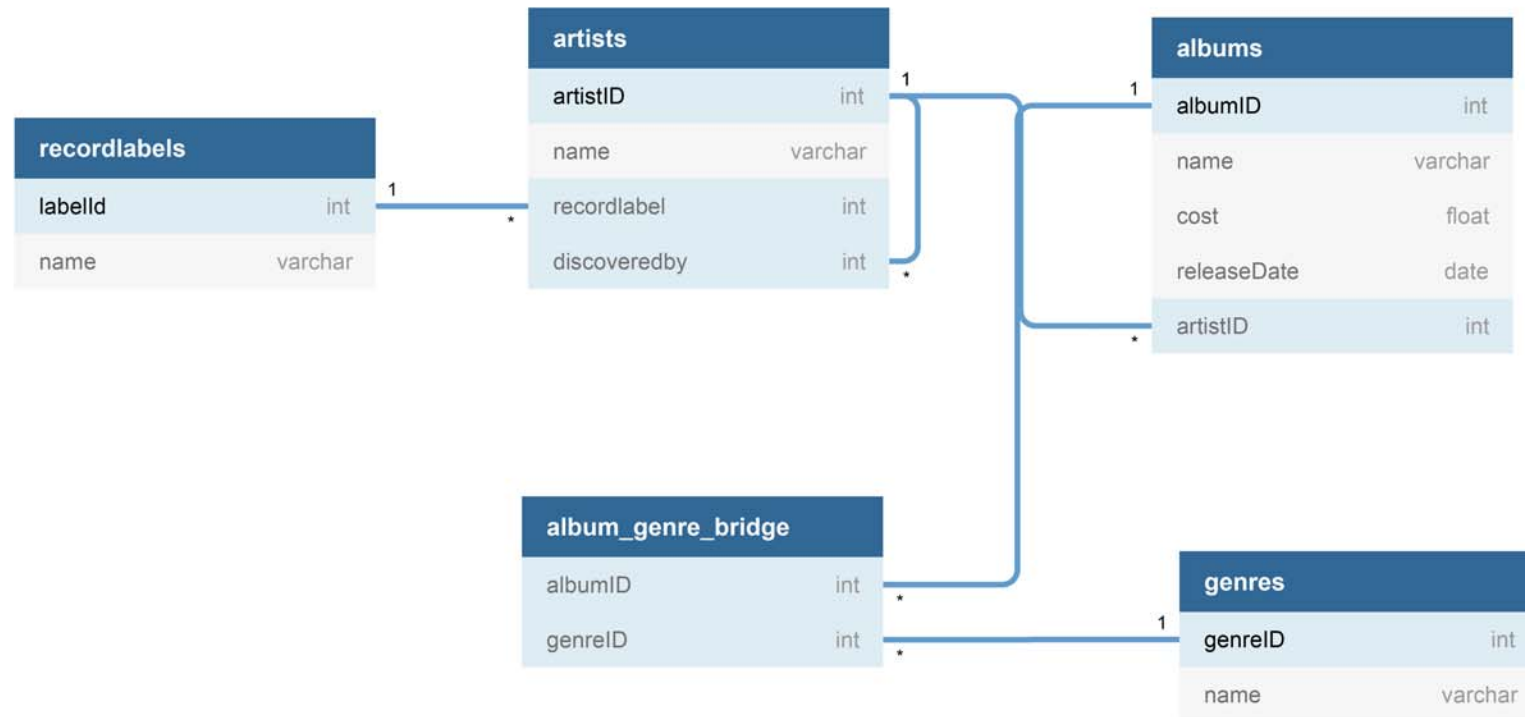 recordlabels
labelId int
name varchar
1
*
artists
artistID int
name varchar
recordlabel int
discoveredby int
1
*
albums
albumID int
name varchar
cost float
releaseDate date
artistID int
1
*
album_genre_bridge
albumID int
genreID int
*
*
genres
genreID int
name varchar
1